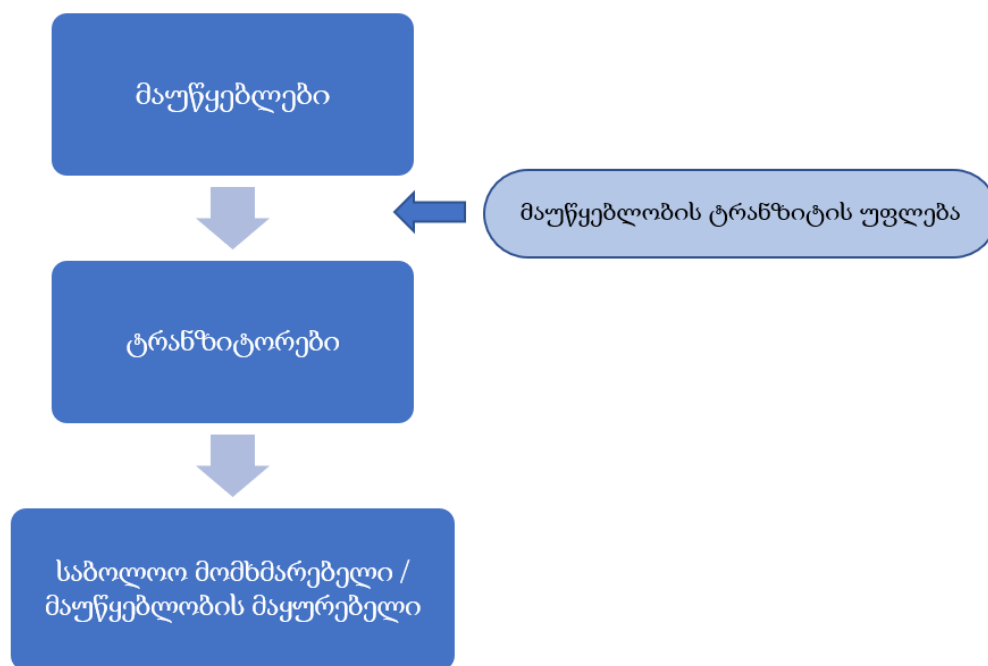 მაუწყებლები
მაუწყებლობის ტრანზიტის უფლება
ტრანზიტორები
საბოლოო მომხმარებელი /
მაუწყებლობის მაყურებელი